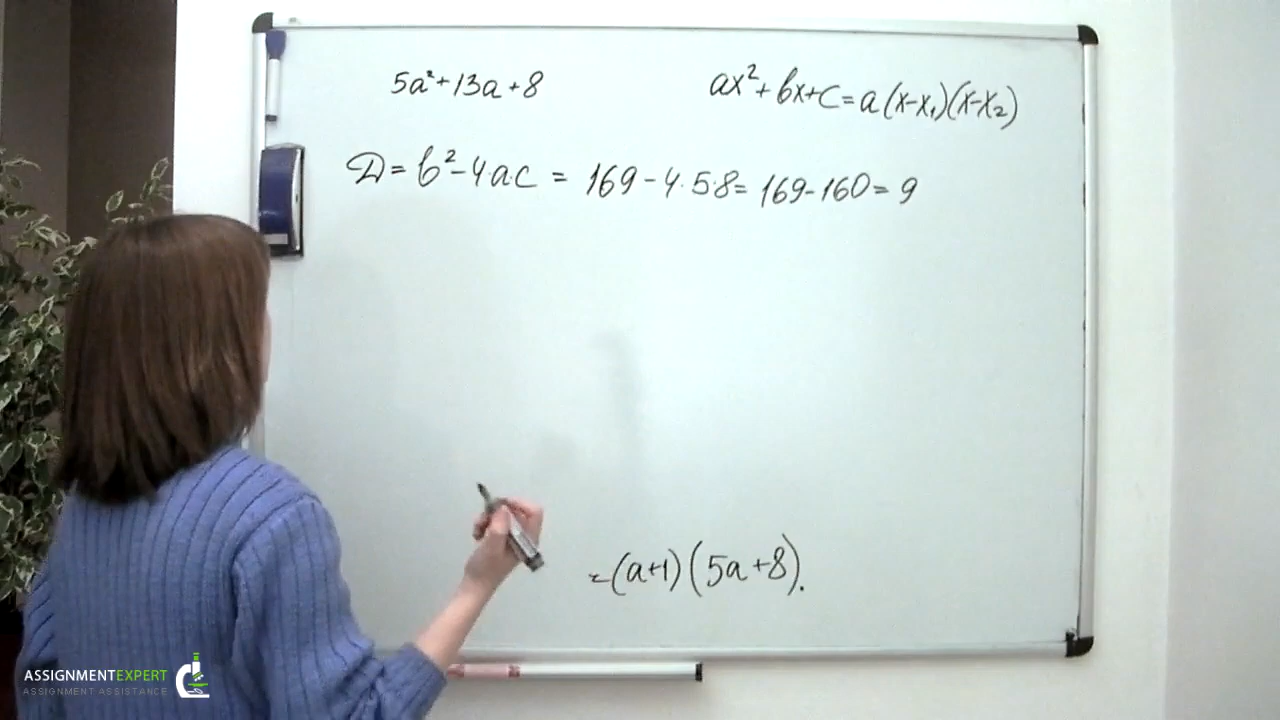 5a²+13a+8
ax²+bx+c=a(x-x₁)(x-x₂)
D=b²-4ac = 169-4·5·8= 169-160=9
=(a+1)(5a+8).
ASSIGNMENTEXPERT
ASSIGNMENT ASSISTANCE